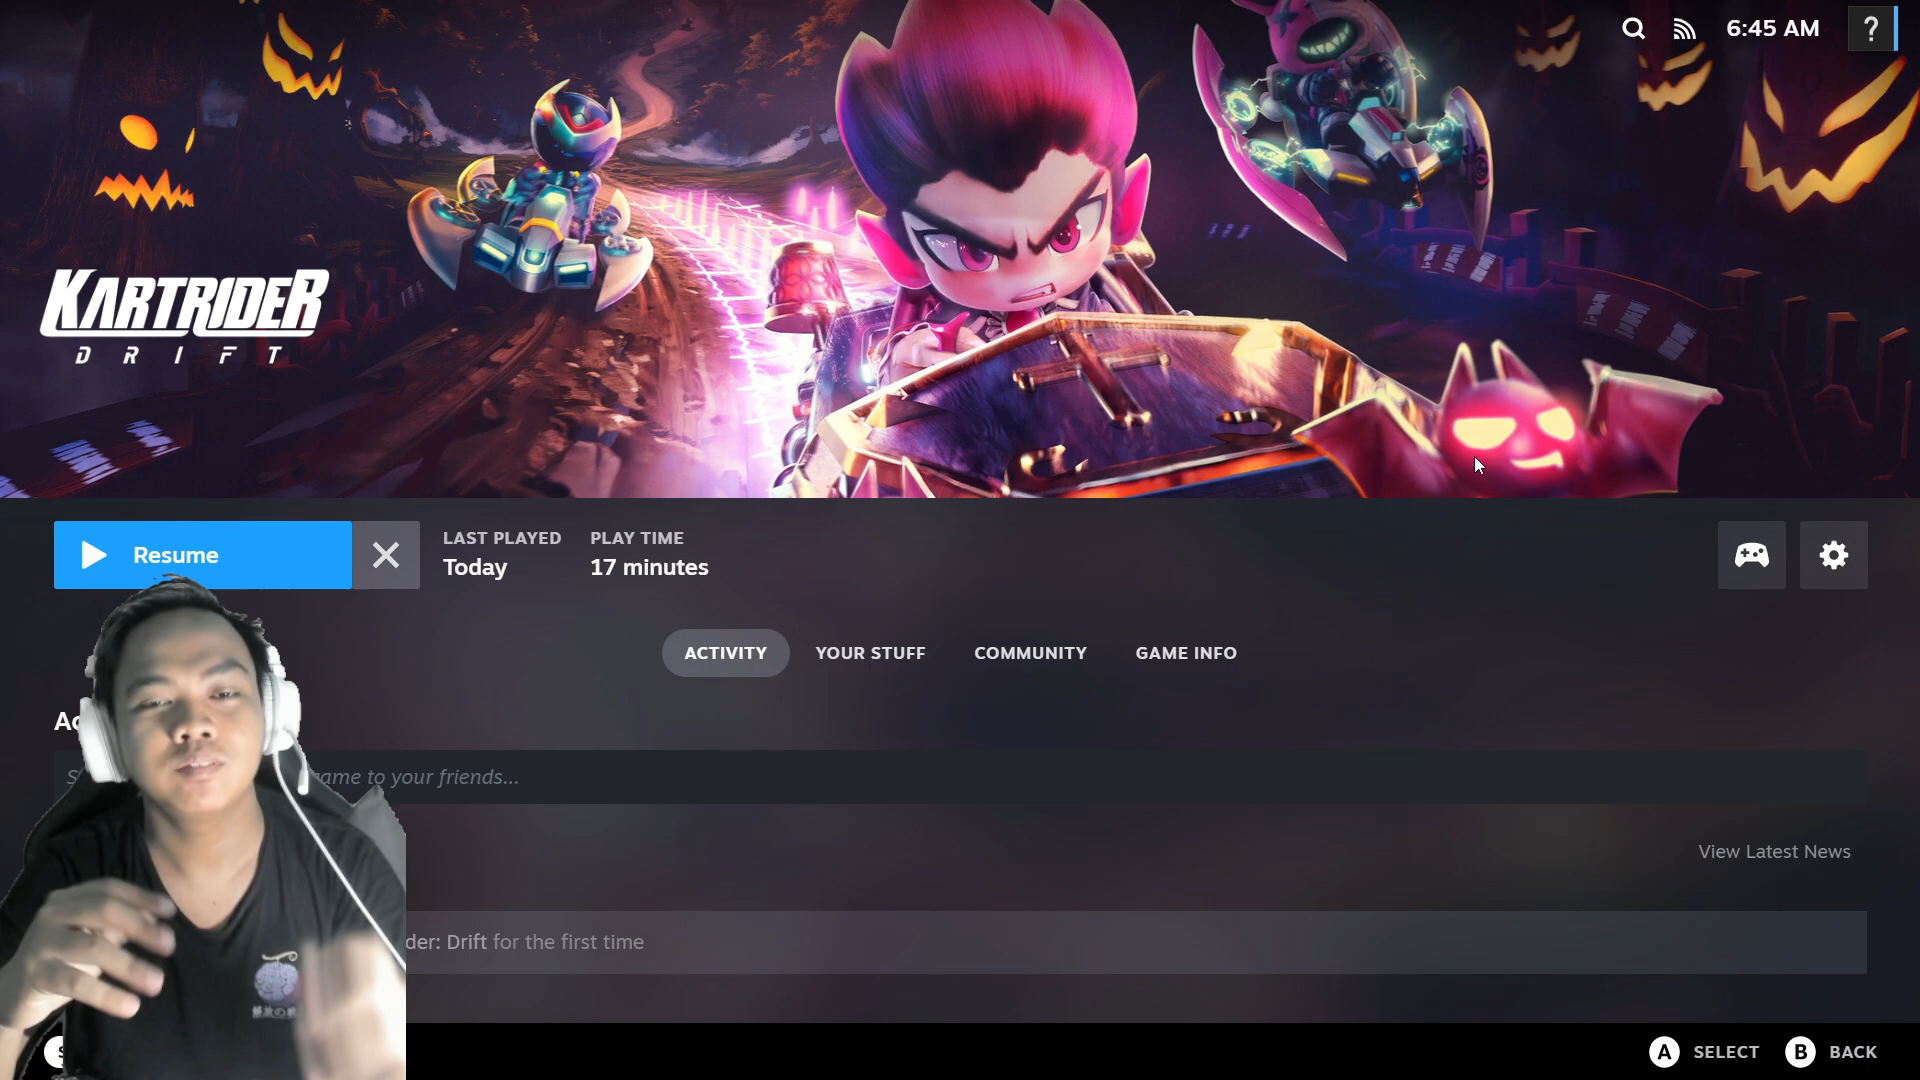 6:45 AM
?
KARTRIDER
DRIFT
Resume
LAST PLAYED
Today
PLAY TIME
17 minutes
ACTIVITY
YOUR STUFF
COMMUNITY
GAME INFO
to your friends...
View Latest News
der: Drift for the first time
A SELECT
B BACK